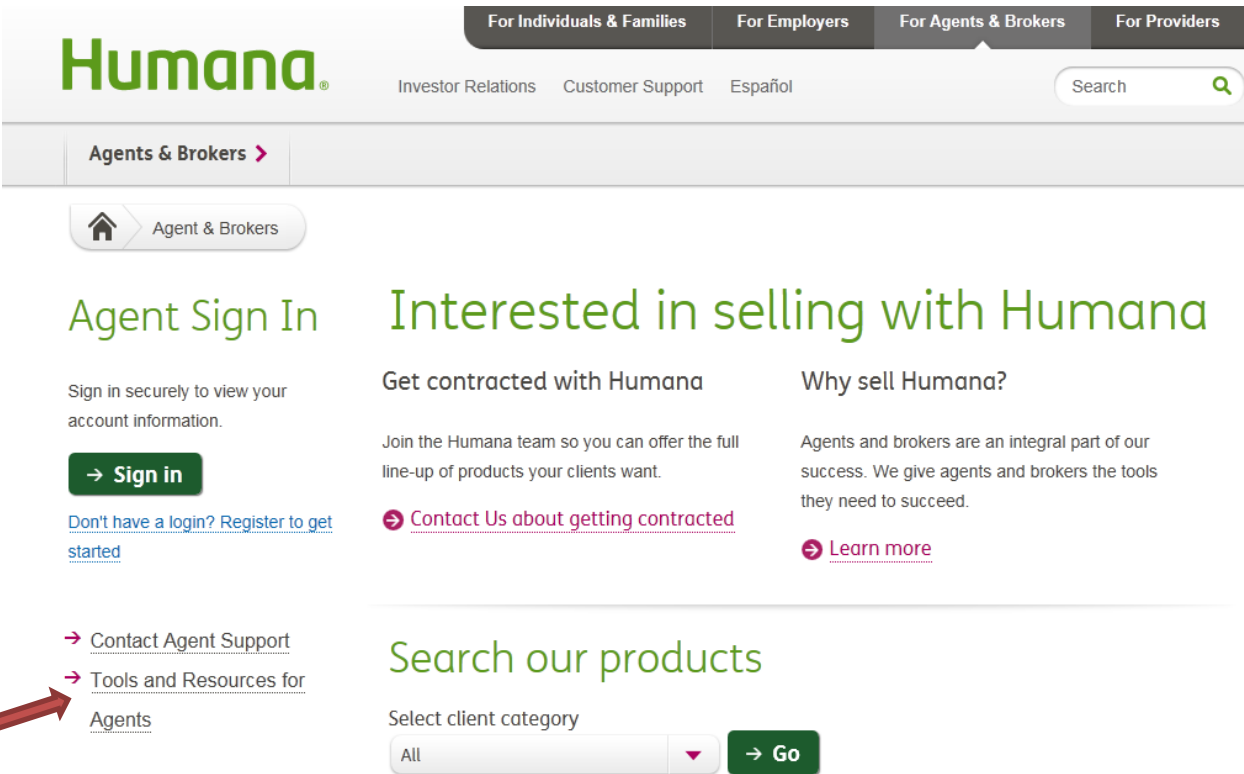 For Individuals & Families
For Employers
For Agents & Brokers
For Providers
Humana®
Investor Relations
Customer Support
Español
Search
Agents & Brokers
Agent & Brokers
Agent Sign In
Sign in securely to view your
account information.
Sign in
Don't have a login? Register to get
started
Contact Agent Support
Tools and Resources for
Agents
Interested in selling with Humana
Get contracted with Humana
Join the Humana team so you can offer the full
line-up of products your clients want.
Contact Us about getting contracted
Why sell Humana?
Agents and brokers are an integral part of our
success. We give agents and brokers the tools
they need to succeed.
Learn more
Search our products
Select client category
All
Go